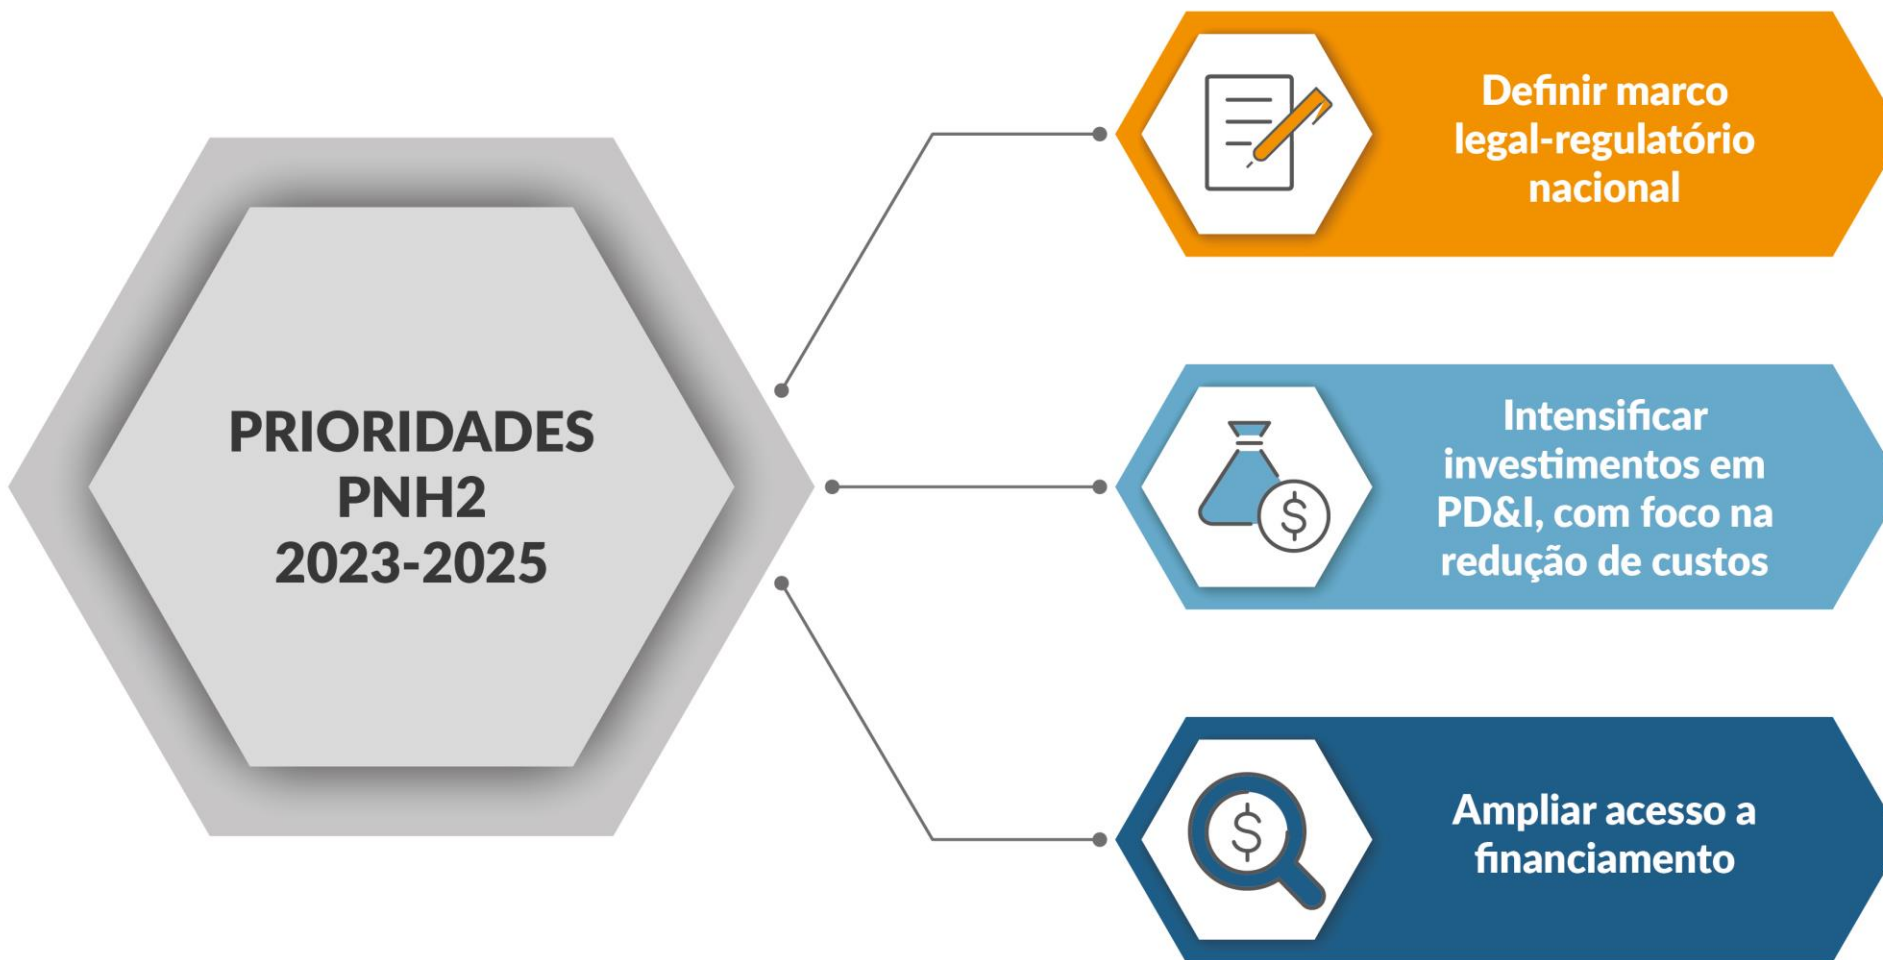 PRIORIDADES
PNH2
2023-2025
Definir marco
legal-regulatório
nacional
Intensificar
investimentos em
PD&I, com foco na
redução de custos
Ampliar acesso a
financiamento